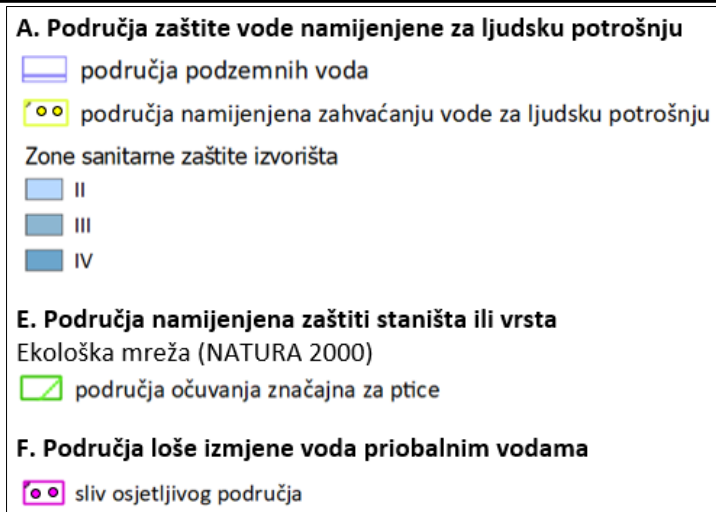 A. Područja zaštite vode namijenjene za ljudsku potrošnju
područja podzemnih voda
područja namijenjena zahvaćanju vode za ljudsku potrošnju
Zone sanitarne zaštite izvorišta
II
III
IV
E. Područja namijenjena zaštiti staništa ili vrsta
Ekološka mreža (NATURA 2000)
područja očuvanja značajna za ptice
F. Područja loše izmjene voda priobalnim vodama
sliv osjetljivog područja